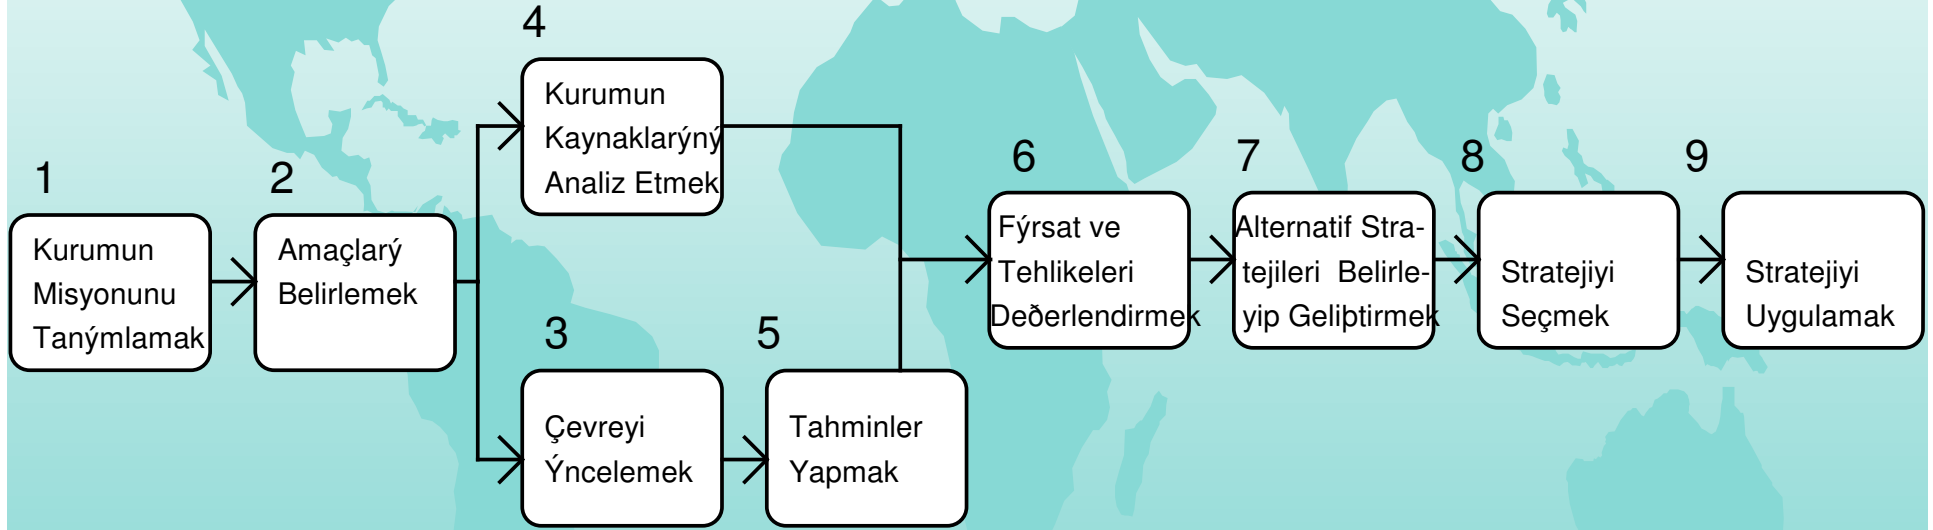 1
Kurumun
Misyonunu
Tanýmlamak
2
Amaçlarý
Belirlemek
4
Kurumun
Kaynaklarýný
Analiz Etmek
3
Çevreyi
Ýncelemek
5
Tahminler
Yapmak
6
Fýrsat ve
Tehlikeleri
Deðerlendirmek
7
Alternatif Stra-
tejileri Belirle-
yip Geliþtirmek
8
Stratejiyi
Seçmek
9
Stratejiyi
Uygulamak